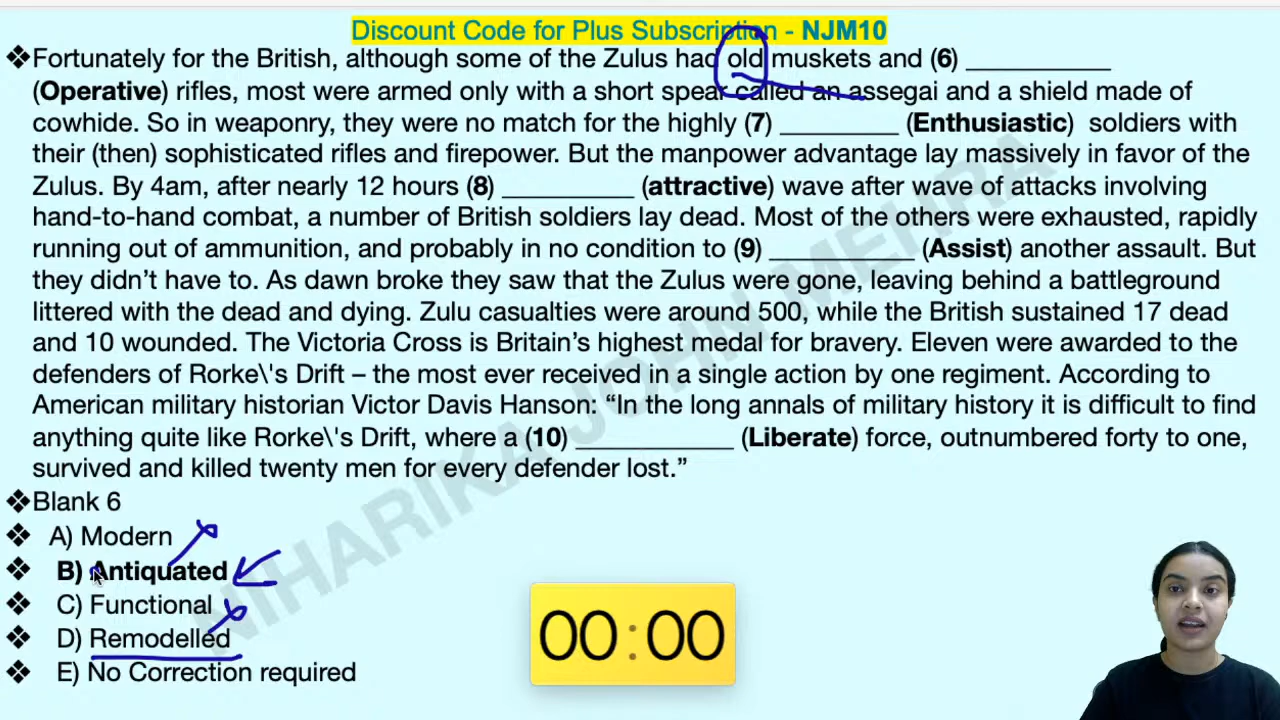 Discount Code for Plus Subscription - NJM10
❖Fortunately for the British, although some of the Zulus had old muskets and (6) ____________
(Operative) rifles, most were armed only with a short spear called an assegai and a shield made of
cowhide. So in weaponry, they were no match for the highly (7) __________ (Enthusiastic) soldiers with
their (then) sophisticated rifles and firepower. But the manpower advantage lay massively in favor of the
Zulus. By 4am, after nearly 12 hours (8) ___________ (attractive) wave after wave of attacks involving
hand-to-hand combat, a number of British soldiers lay dead. Most of the others were exhausted, rapidly
running out of ammunition, and probably in no condition to (9) ____________ (Assist) another assault. But
they didn’t have to. As dawn broke they saw that the Zulus were gone, leaving behind a battleground
littered with the dead and dying. Zulu casualties were around 500, while the British sustained 17 dead
and 10 wounded. The Victoria Cross is Britain’s highest medal for bravery. Eleven were awarded to the
defenders of Rorke\'s Drift – the most ever received in a single action by one regiment. According to
American military historian Victor Davis Hanson: “In the long annals of military history it is difficult to find
anything quite like Rorke\'s Drift, where a (10) _____________ (Liberate) force, outnumbered forty to one,
survived and killed twenty men for every defender lost.”
❖Blank 6
❖ A) Modern
❖ B) Antiquated
❖ C) Functional
❖ D) Remodelled
❖ E) No Correction required
00:00
NIHARIKA JOHN MEHRA